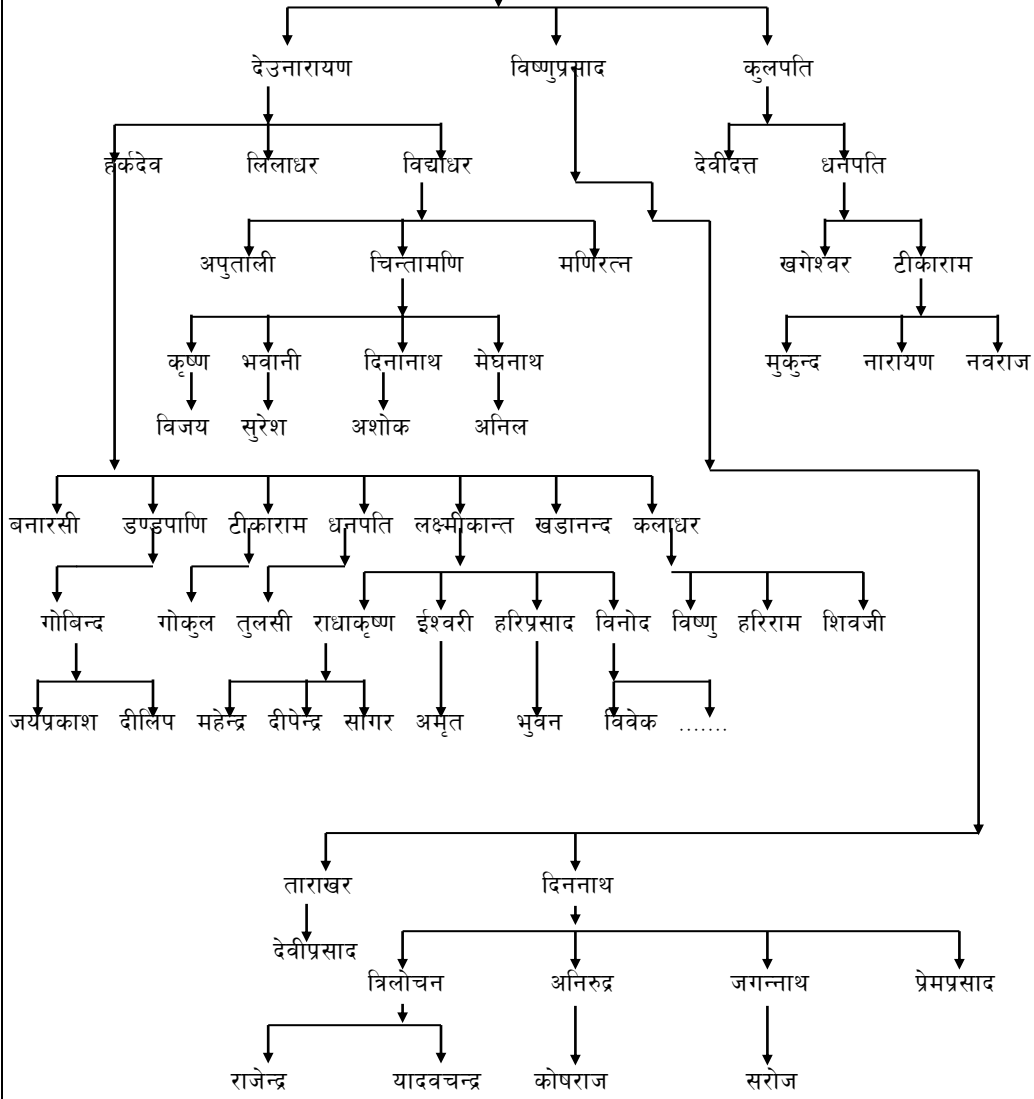 देउनारायण विष्णुप्रसाद कुलपति
हर्कदेव लिलाधर विद्याधर देवीदत्त धनपति
अपुताली चिन्तामणि मणिरत्न खगेश्वर टीकाराम
कृष्ण भवानी दिनानाथ मेघनाथ मुकुन्द नारायण नवराज
विजय सुरेश अशोक अनिल
बनारसी डण्डपाणि टीकाराम धनपति लक्ष्मीकान्त खडानन्द कलाधर
गोबिन्द गोकुल तुलसी राधाकृष्ण ईश्वरी हरिप्रसाद विनोद विष्णु हरिराम शिवजी
जयप्रकाश दीलिप महेन्द्र दीपेन्द्र सागर अमृत भुवन विवेक .......
ताराखर दिननाथ
देवीप्रसाद
त्रिलोचन अनिरुद्र जगन्नाथ प्रेमप्रसाद
राजेन्द्र यादवचन्द्र कोषराज सरोज